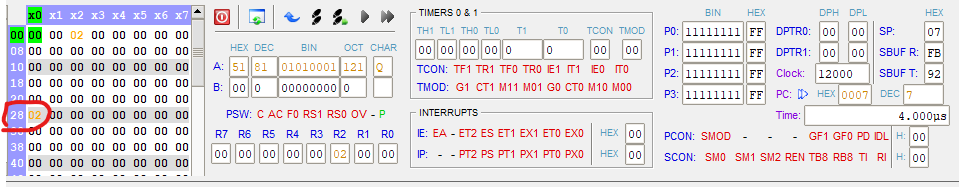 x0 x1 x2 x3 x4 x5 x6 x7
00 00 00 02 00 00 00 00 00
08 00 00 00 00 00 00 00 00
10 00 00 00 00 00 00 00 00
18 00 00 00 00 00 00 00 00
20 00 00 00 00 00 00 00 00
28 02 00 00 00 00 00 00 00
30 00 00 00 00 00 00 00 00
38 00 00 00 00 00 00 00 00
40 00 00 00 00 00 00 00 00
HEX DEC BIN OCT CHAR
A: 51 81 01010001 121 Q
B: 00 0 00000000 0
PSW: C AC F0 RS1 RS0 OV - P
R7 R6 R5 R4 R3 R2 R1 R0
00 00 00 00 00 02 00 00
TIMERS 0 & 1
TH1 TL1 TH0 TL0 T1 T0 TCON TMOD
00 00 00 00 0 0 00 00
TCON: TF1 TR1 TF0 TR0 IE1 IT1 IE0 IT0
TMOD: G1 CT1 M11 M01 G0 CT0 M10 M00
INTERRUPTS
IE: EA - ET2 ES ET1 EX1 ET0 EX0 HEX 00
IP: - - PT2 PS PT1 PX1 PT0 PX0 HEX 00
BIN HEX
P0: 11111111 FF
P1: 11111111 FF
P2: 11111111 FF
P3: 11111111 FF
DPH DPL HEX
DPTR0: 00 00 SP: 07
DPTR1: 00 00 SBUF R: FB
Clock: 12000 SBUF T: 92
PC: HEX 0007 DEC 7
Time: 4.000µs
PCON: SMOD - - - GF1 GF0 PD IDL H: 00
SCON: SM0 SM1 SM2 REN TB8 RB8 TI RI H: 00